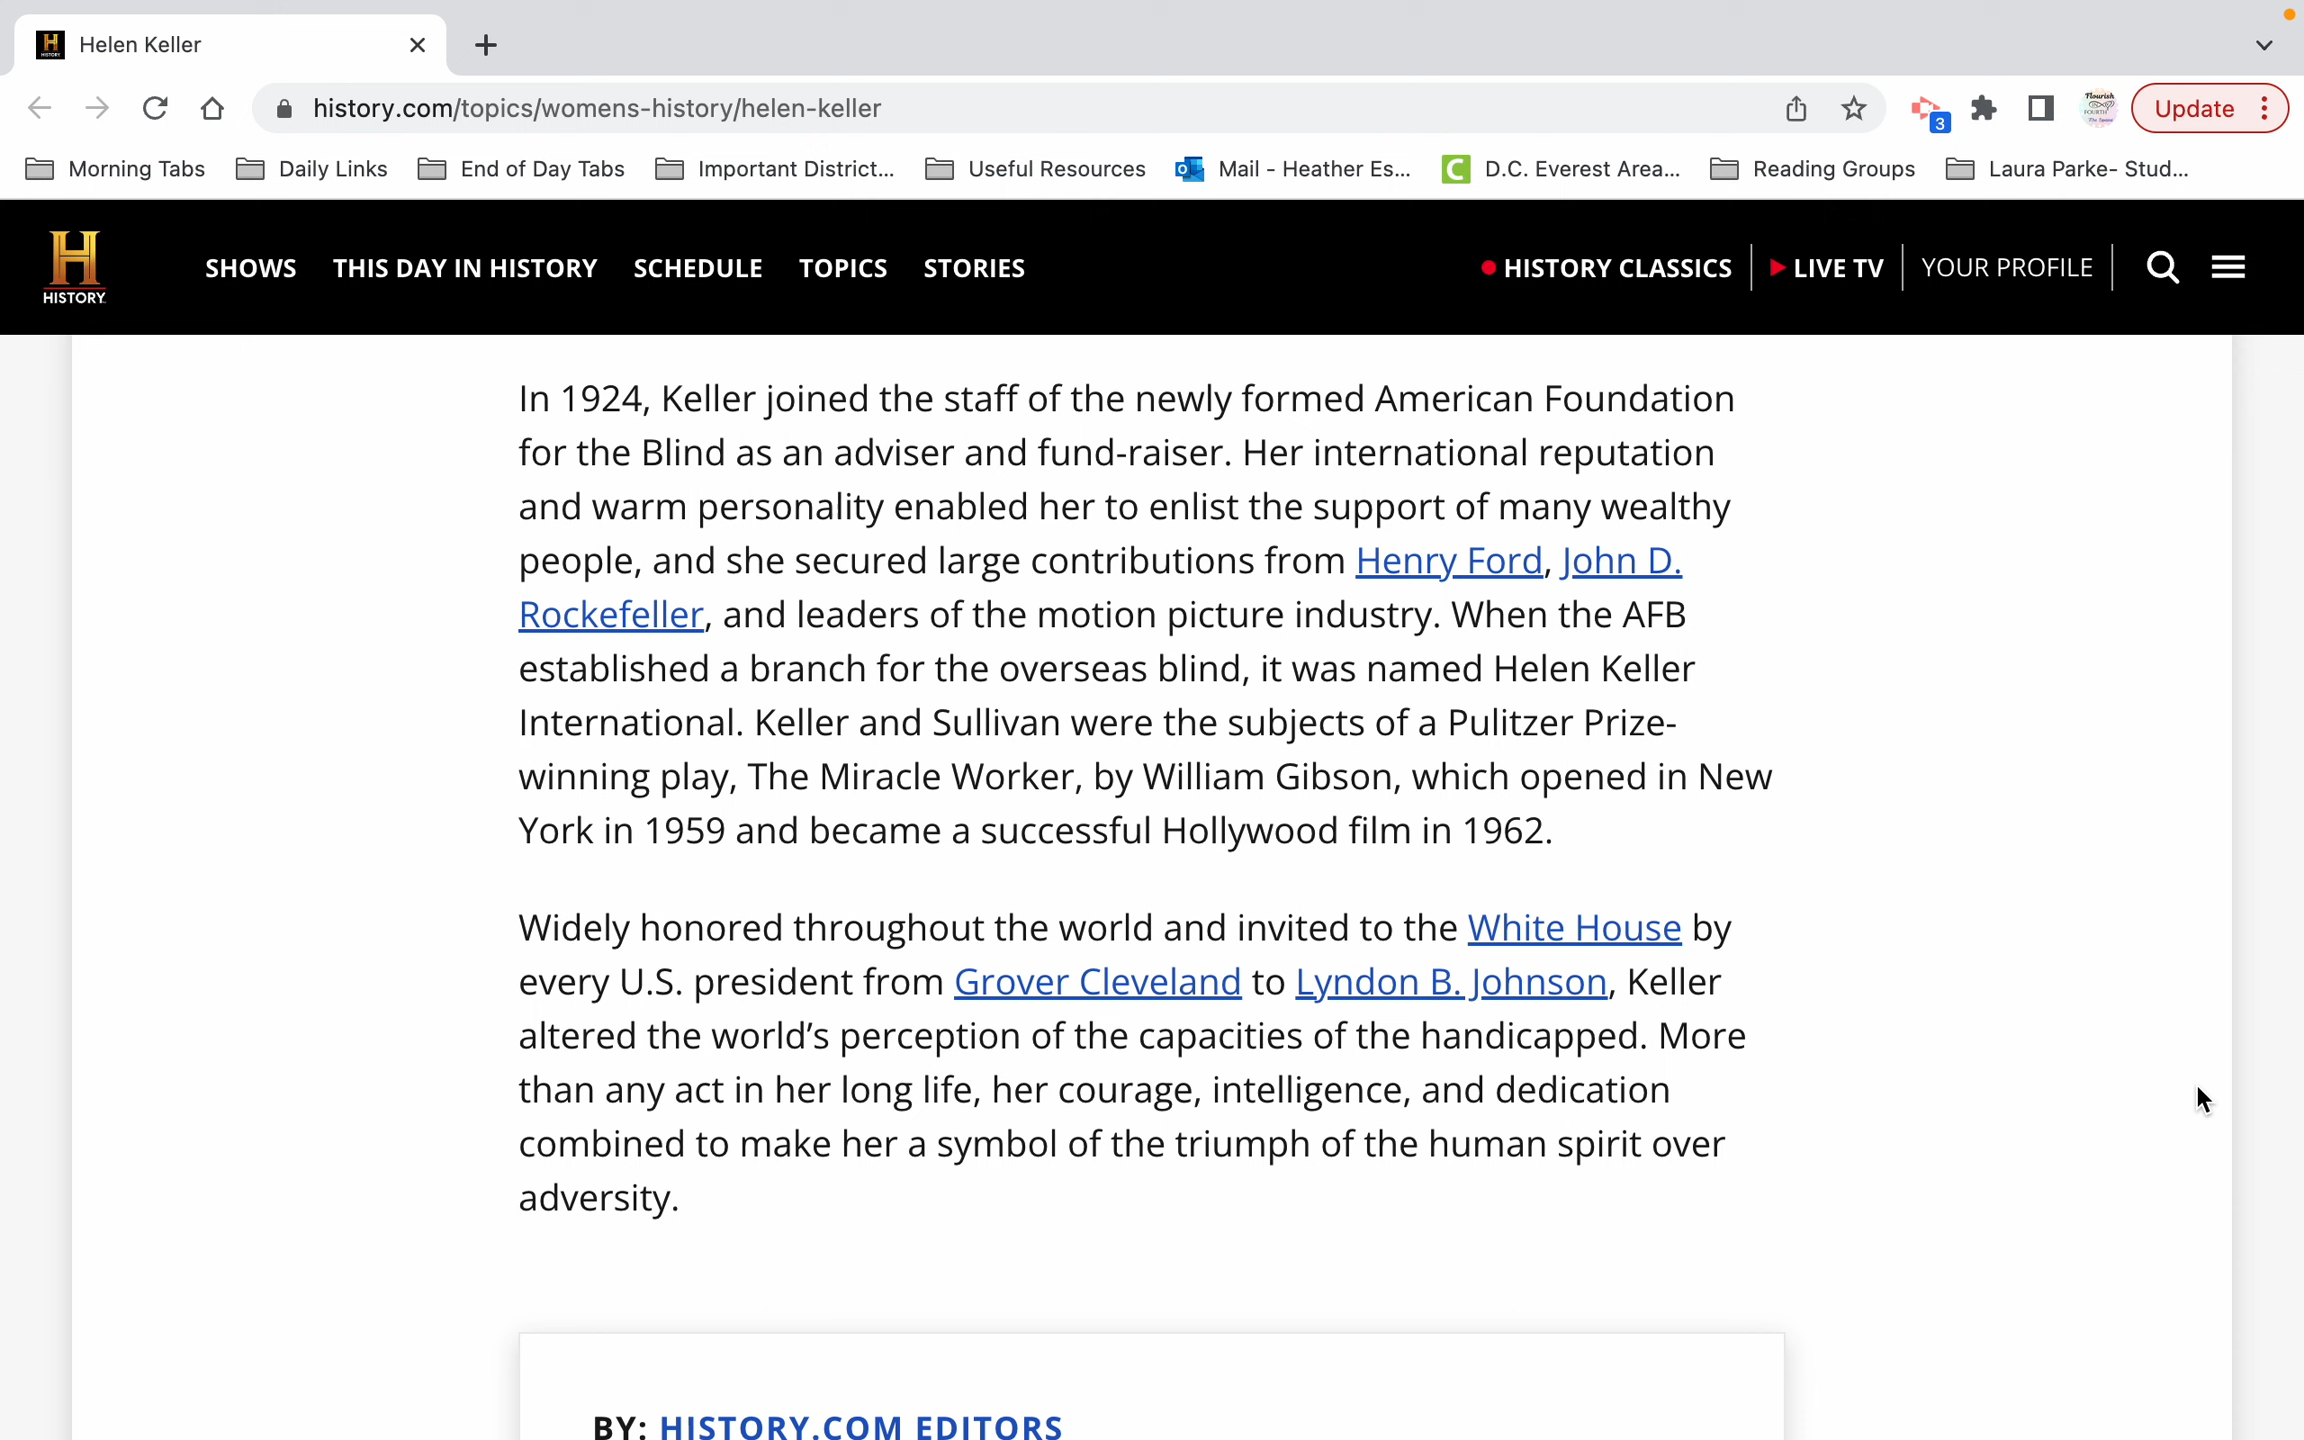 Helen Keller
history.com/topics/womens-history/helen-keller
3
Update
Morning Tabs
Daily Links
End of Day Tabs
Important District...
Useful Resources
Mail - Heather Es...
D.C. Everest Area...
Reading Groups
Laura Parke- Stud...
HISTORY
SHOWS
THIS DAY IN HISTORY
SCHEDULE
TOPICS
STORIES
HISTORY CLASSICS
LIVE TV
YOUR PROFILE
In 1924, Keller joined the staff of the newly formed American Foundation
for the Blind as an adviser and fund-raiser. Her international reputation
and warm personality enabled her to enlist the support of many wealthy
people, and she secured large contributions from Henry Ford, John D.
Rockefeller, and leaders of the motion picture industry. When the AFB
established a branch for the overseas blind, it was named Helen Keller
International. Keller and Sullivan were the subjects of a Pulitzer Prize-
winning play, The Miracle Worker, by William Gibson, which opened in New
York in 1959 and became a successful Hollywood film in 1962.
Widely honored throughout the world and invited to the White House by
every U.S. president from Grover Cleveland to Lyndon B. Johnson, Keller
altered the world’s perception of the capacities of the handicapped. More
than any act in her long life, her courage, intelligence, and dedication
combined to make her a symbol of the triumph of the human spirit over
adversity.
BY: HISTORY.COM EDITORS